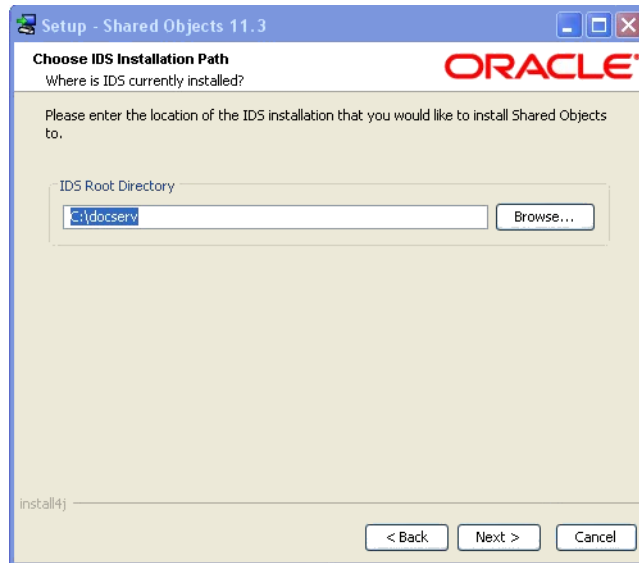 Setup - Shared Objects 11.3
Choose IDS Installation Path
Where is IDS currently installed?
ORACLE
Please enter the location of the IDS installation that you would like to install Shared Objects
to.
IDS Root Directory
C:\docserv
Browse...
install4j
< Back
Next >
Cancel